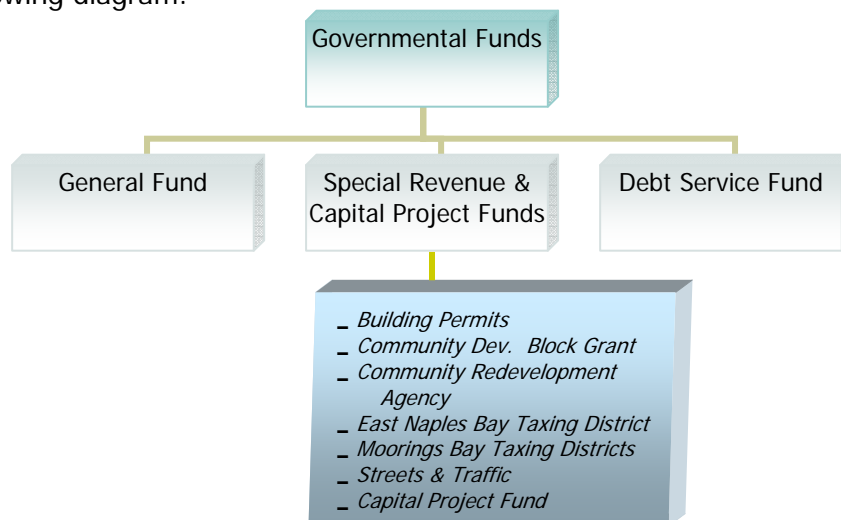 owing diagram:
Governmental Funds
General Fund
Special Revenue &
Capital Project Funds
Debt Service Fund
- Building Permits
- Community Dev. Block Grant
- Community Redevelopment
Agency
- East Naples Bay Taxing District
- Moorings Bay Taxing Districts
- Streets & Traffic
- Capital Project Fund